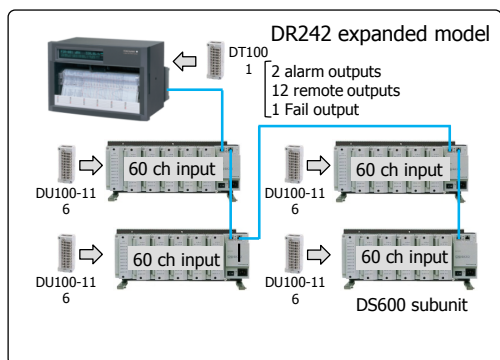 DR242 expanded model
DT100
1
2 alarm outputs
12 remote outputs
1 Fail output
60 ch input
60 ch input
DU100-11
6
DU100-11
6
60 ch input
60 ch input
DU100-11
6
DU100-11
6
DS600 subunit